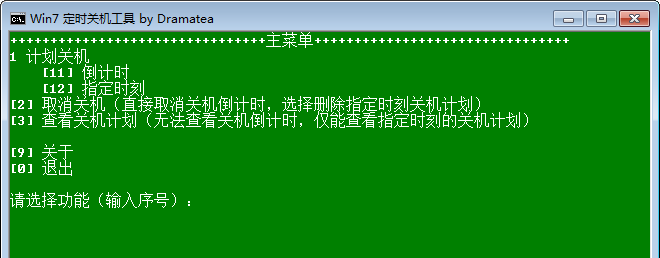 Win7 定时关机工具 by Dramatea
++++++++++++++++++++++++++++++++主菜单++++++++++++++++++++++++++++++++
1 计划关机
[11] 倒计时
[12] 指定时刻
[2] 取消关机（直接取消关机倒计时，选择删除指定时刻关机计划）
[3] 查看关机计划（无法查看关机倒计时，仅能查看指定时刻的关机计划）
[9] 关于
[0] 退出
请选择功能（输入序号）：